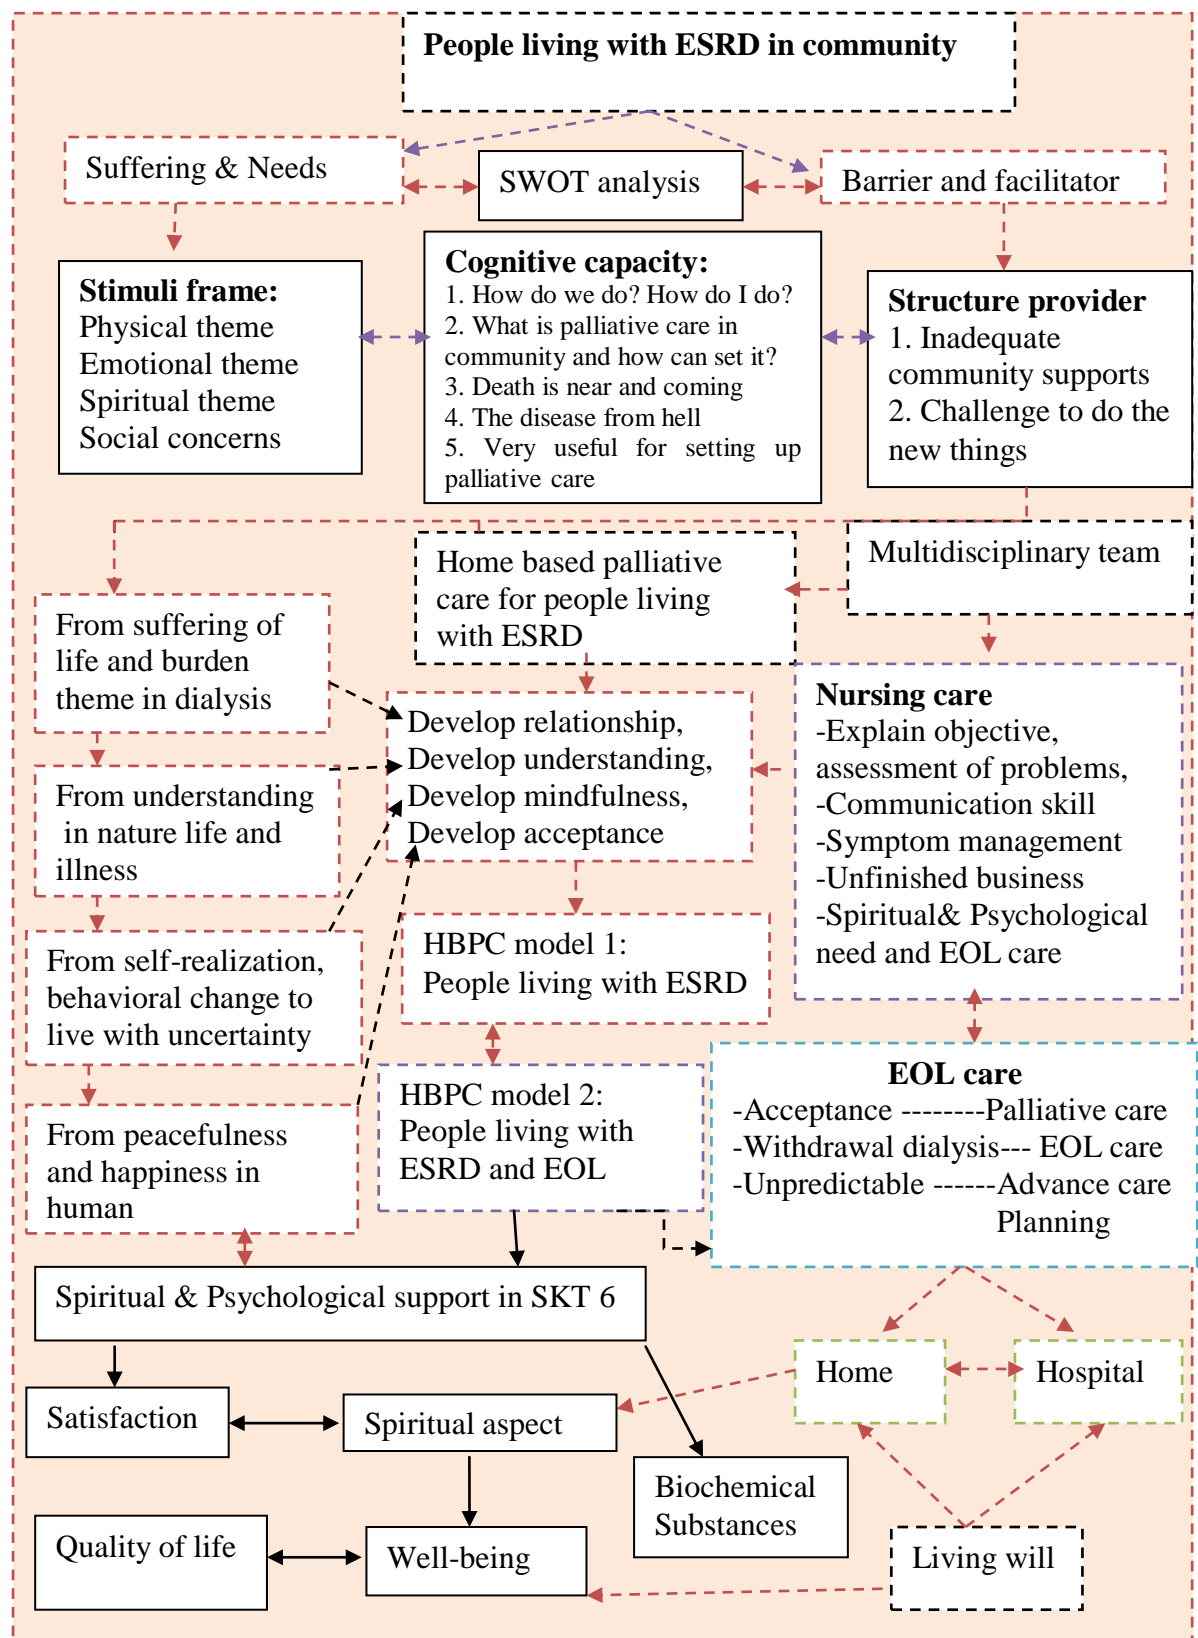 People living with ESRD in community
Suffering & Needs
SWOT analysis
Barrier and facilitator
Stimuli frame:
Physical theme
Emotional theme
Spiritual theme
Social concerns
Cognitive capacity:
1. How do we do? How do I do?
2. What is palliative care in
community and how can set it?
3. Death is near and coming
4. The disease from hell
5. Very useful for setting up
palliative care
Structure provider
1. Inadequate
community supports
2. Challenge to do the
new things
Home based palliative
care for people living
with ESRD
Multidisciplinary team
From suffering of
life and burden
theme in dialysis
Develop relationship,
Develop understanding,
Develop mindfulness,
Develop acceptance
Nursing care
-Explain objective,
assessment of problems,
-Communication skill
-Symptom management
-Unfinished business
-Spiritual& Psychological
need and EOL care
From understanding
in nature life and
illness
From self-realization,
behavioral change to
live with uncertainty
HBPC model 1:
People living with ESRD
HBPC model 2:
People living with
ESRD and EOL
EOL care
-Acceptance --------Palliative care
-Withdrawal dialysis--- EOL care
-Unpredictable ------Advance care
Planning
From peacefulness
and happiness in
human
Spiritual & Psychological support in SKT 6
Home
Hospital
Satisfaction
Spiritual aspect
Biochemical
Substances
Quality of life
Well-being
Living will